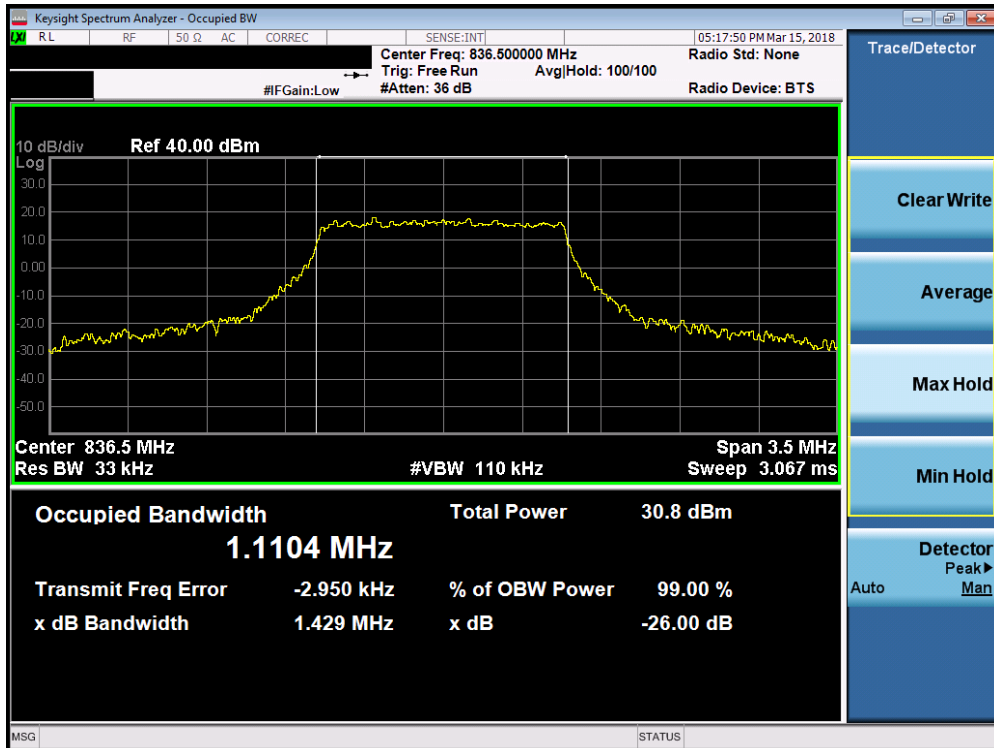 Keysight Spectrum Analyzer - Occupied BW
LXI RL RF 50 Ω AC CORREC SENSE:INT 05:17:50 PM Mar 15, 2018
Center Freq: 836.500000 MHz Radio Std: None
Trig: Free Run Avg|Hold: 100/100
#IFGain:Low #Atten: 36 dB Radio Device: BTS
Trace/Detector
10 dB/div Ref 40.00 dBm
Log
30.0
20.0
10.0
0.00
-10.0
-20.0
-30.0
-40.0
-50.0
Center 836.5 MHz Span 3.5 MHz
Res BW 33 kHz #VBW 110 kHz Sweep 3.067 ms
Occupied Bandwidth Total Power 30.8 dBm
1.1104 MHz
Transmit Freq Error -2.950 kHz % of OBW Power 99.00 %
x dB Bandwidth 1.429 MHz x dB -26.00 dB
Clear Write
Average
Max Hold
Min Hold
Detector
Peak▶
Auto Man
MSG STATUS